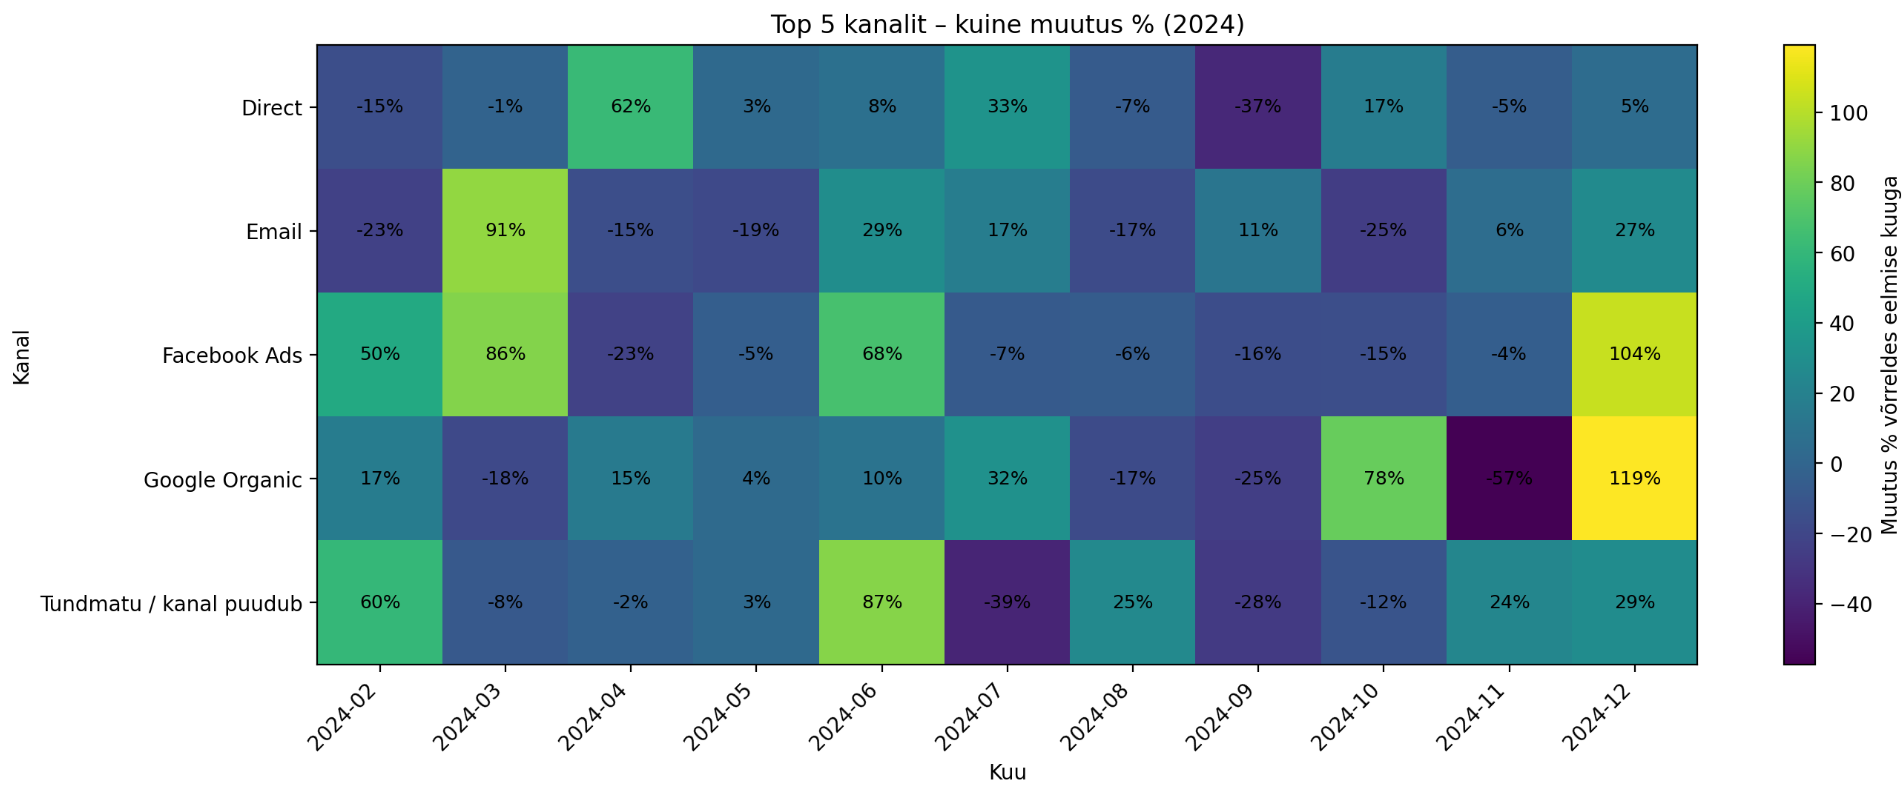 Top 5 kanalit – kuine muutus % (2024)
Kanal
Direct -15% -1% 62% 3% 8% 33% -7% -37% 17% -5% 5%
Email -23% 91% -15% -19% 29% 17% -17% 11% -25% 6% 27%
Facebook Ads 50% 86% -23% -5% 68% -7% -6% -16% -15% -4% 104%
Google Organic 17% -18% 15% 4% 10% 32% -17% -25% 78% -57% 119%
Tundmatu / kanal puudub 60% -8% -2% 3% 87% -39% 25% -28% -12% 24% 29%
2024-02 2024-03 2024-04 2024-05 2024-06 2024-07 2024-08 2024-09 2024-10 2024-11 2024-12
Kuu
100
80
60
40
20
0
−20
−40
Muutus % võrreldes eelmise kuuga